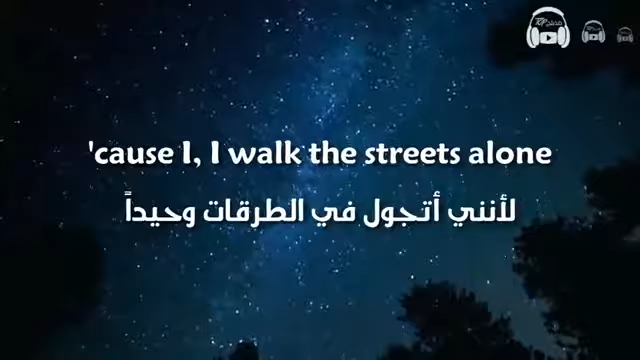 'cause I, I walk the streets alone
لأنني أتجول في الطرقات وحيداً